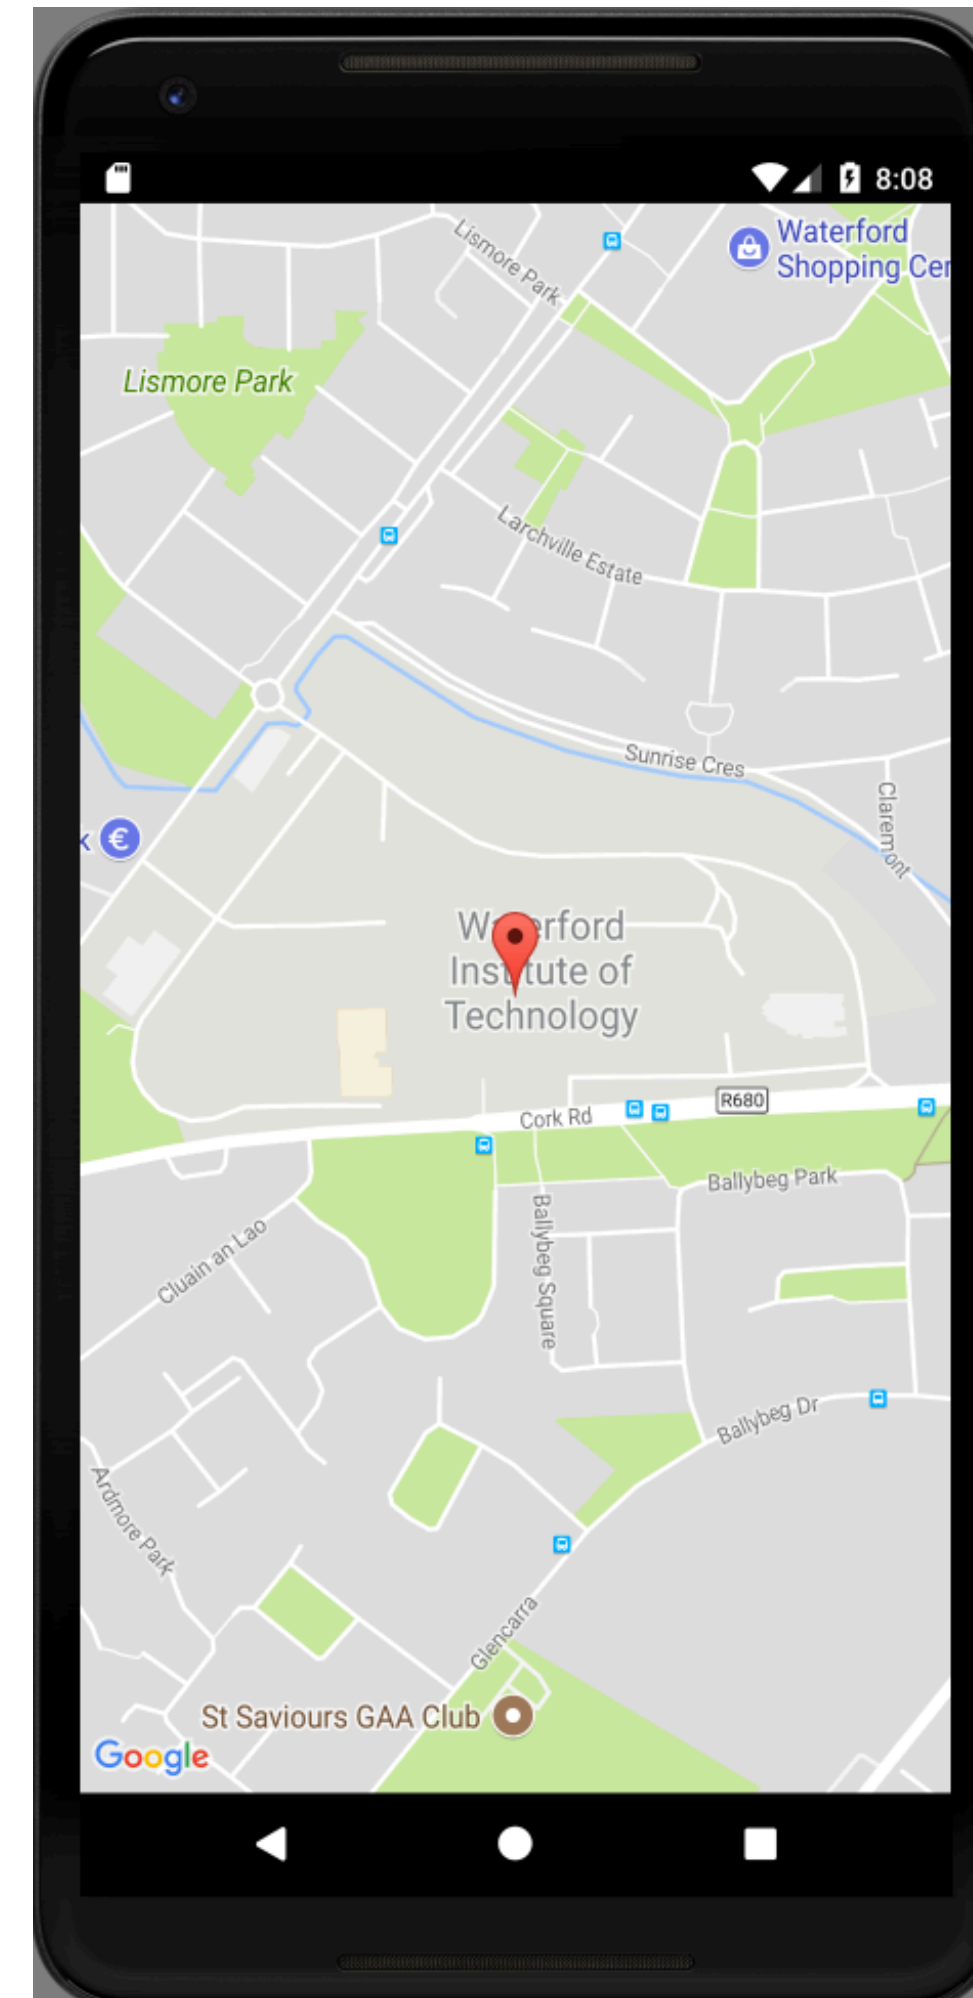 8:08
Lismore Park
Waterford
Shopping Cer
Lismore Park
Larchville Estate
Sunrise Cres
Claremont
k €
Waterford
Institute of
Technology
R680
Cork Rd
Ballybeg Park
Ballybeg Square
Cluain an Lao
Ballybeg Dr
Ardmore Park
Glencarra
St Saviours GAA Club
Google